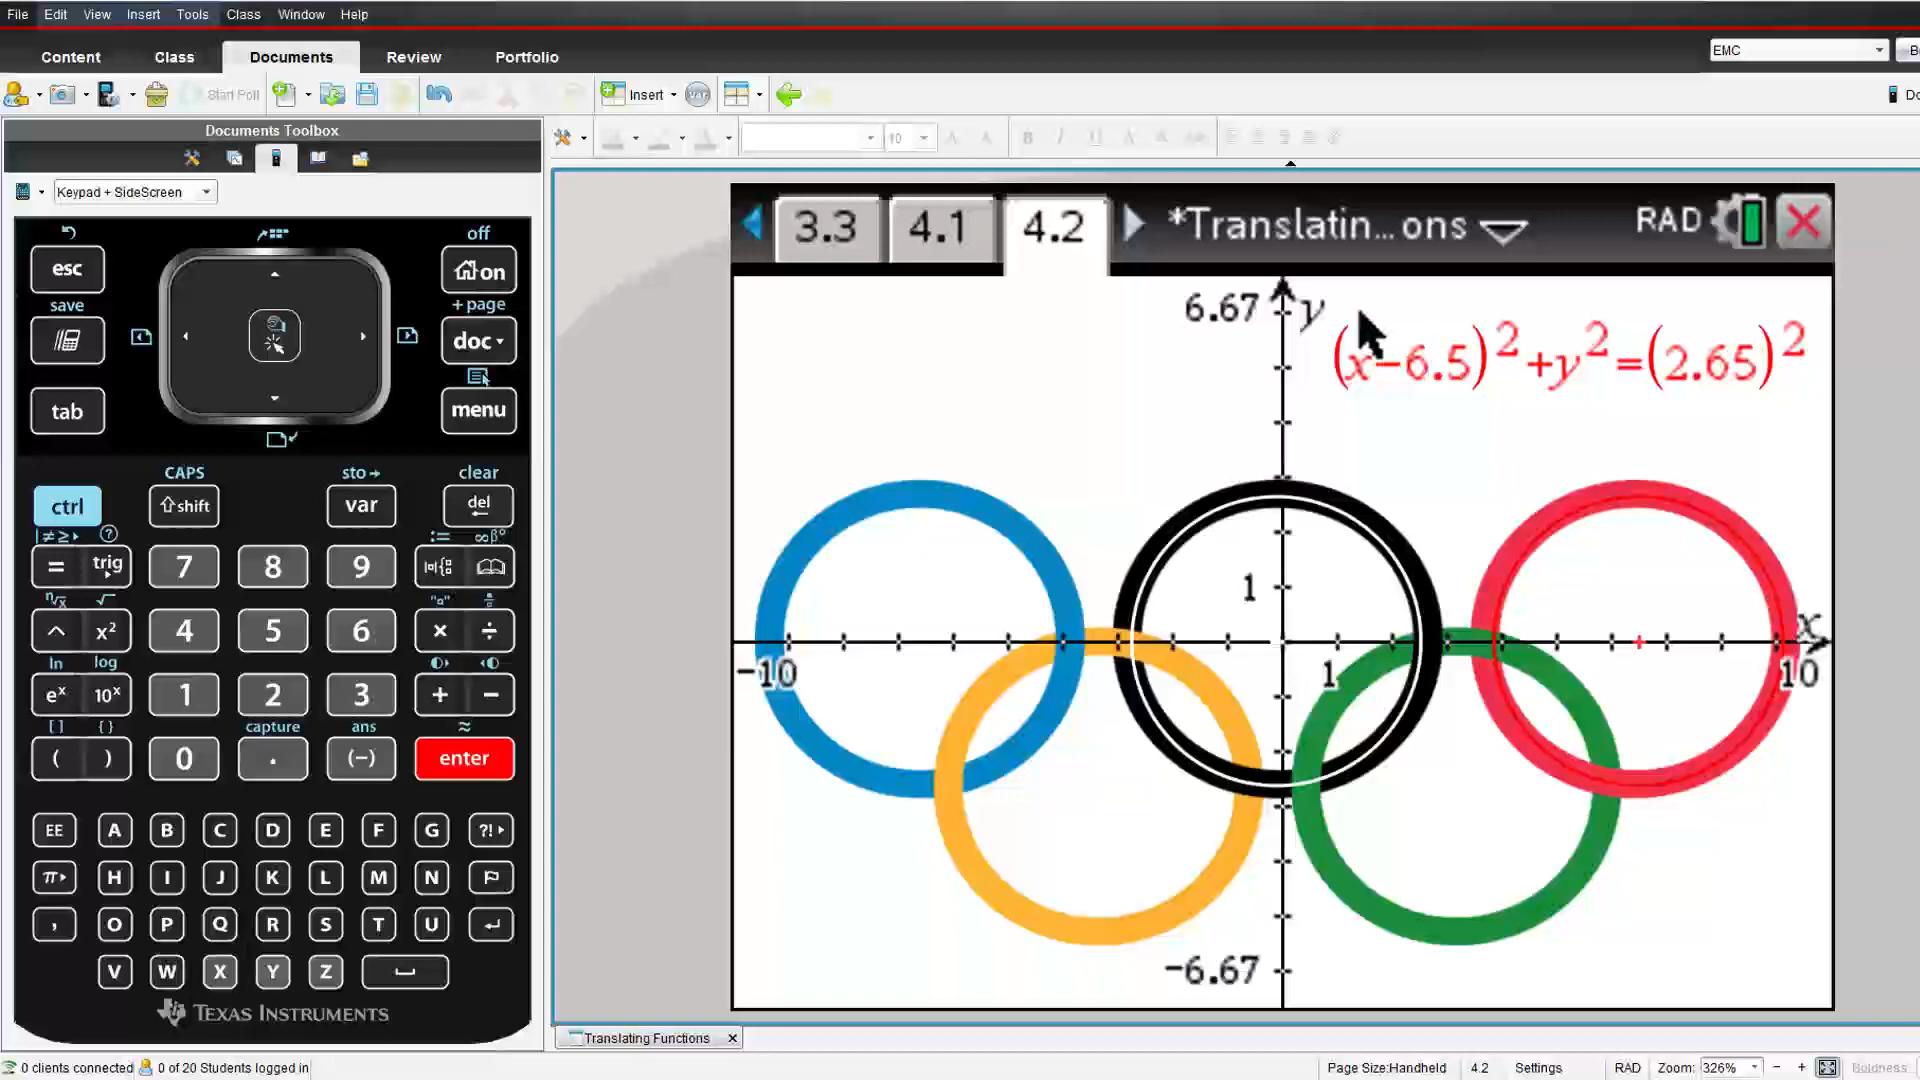 File Edit View Insert Tools Class Window Help
Content Class Documents Review Portfolio
EMC
Start Poll Insert var
Documents Toolbox
10 B I U
Keypad + SideScreen
3.3 4.1 4.2 *Translatin...ons RAD
off
esc on
save + page
doc
tab menu
CAPS sto→ clear
ctrl ⇧shift var del
|≠≥▸ ? := ∞β°
= trig 7 8 9
ⁿ√x √ "a"
^ x² 4 5 6 × ÷
ln log
eˣ 10ˣ 1 2 3 + −
[ ] { } capture ans ≈
( ) 0 . (−) enter
EE A B C D E F G ?!▸
π▸ H I J K L M N
, O P Q R S T U
V W X Y Z
TEXAS INSTRUMENTS
6.67 y
(x−6.5)²+y²=(2.65)²
1
x
−10 1 10
−6.67
Translating Functions
0 clients connected 0 of 20 Students logged in Page Size:Handheld 4.2 Settings RAD Zoom: 326% − + Boldness